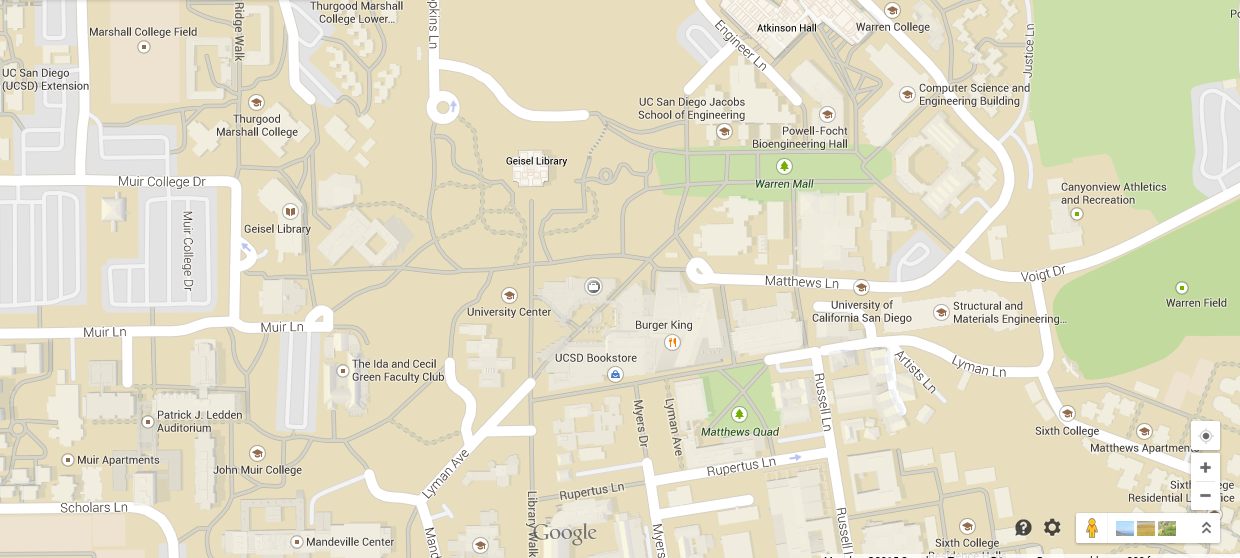 Marshall College Field
Ridge Walk
Thurgood Marshall
College Lower...
pkins Ln
Engineer Ln
Atkinson Hall
Warren College
Justice Ln
UC San Diego
(UCSD) Extension
Thurgood
Marshall College
UC San Diego Jacobs
School of Engineering
Computer Science and
Engineering Building
Powell-Focht
Bioengineering Hall
Geisel Library
Muir College Dr
Warren Mall
Canyonview Athletics
and Recreation
Muir College Dr
Geisel Library
Voigt Dr
Matthews Ln
Warren Field
University Center
University of
California San Diego
Structural and
Materials Engineering...
Muir Ln
Muir Ln
Burger King
UCSD Bookstore
The Ida and Cecil
Green Faculty Club
Artists Ln
Lyman Ln
Russell Ln
Patrick J. Ledden
Auditorium
Myers Dr
Lyman Ave
Matthews Quad
Sixth College
Matthews Apartments
Muir Apartments
John Muir College
Lyman Ave
Rupertus Ln
Rupertus Ln
Scholars Ln
Library Walk
Google
Mandeville Center
Myers
Russell
Mand
Sixth College